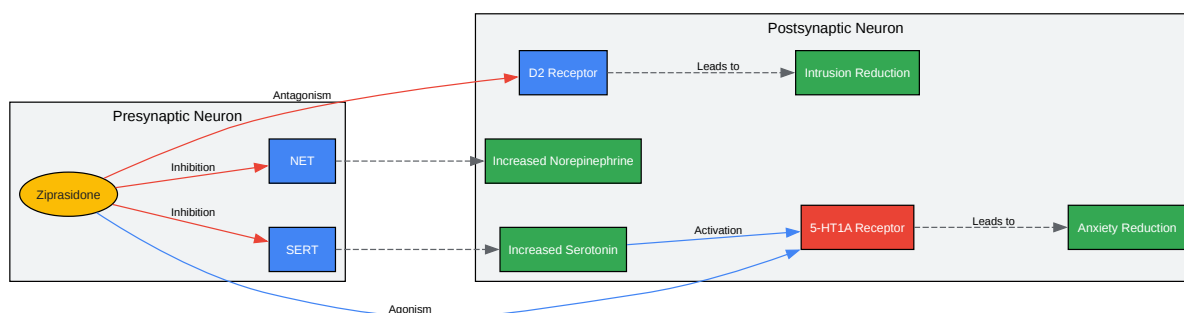 Postsynaptic Neuron
D2 Receptor
Leads to
Intrusion Reduction
Antagonism
Presynaptic Neuron
Ziprasidone
Inhibition
NET
Increased Norepinephrine
Inhibition
SERT
Increased Serotonin
Activation
5-HT1A Receptor
Leads to
Anxiety Reduction
Agonism